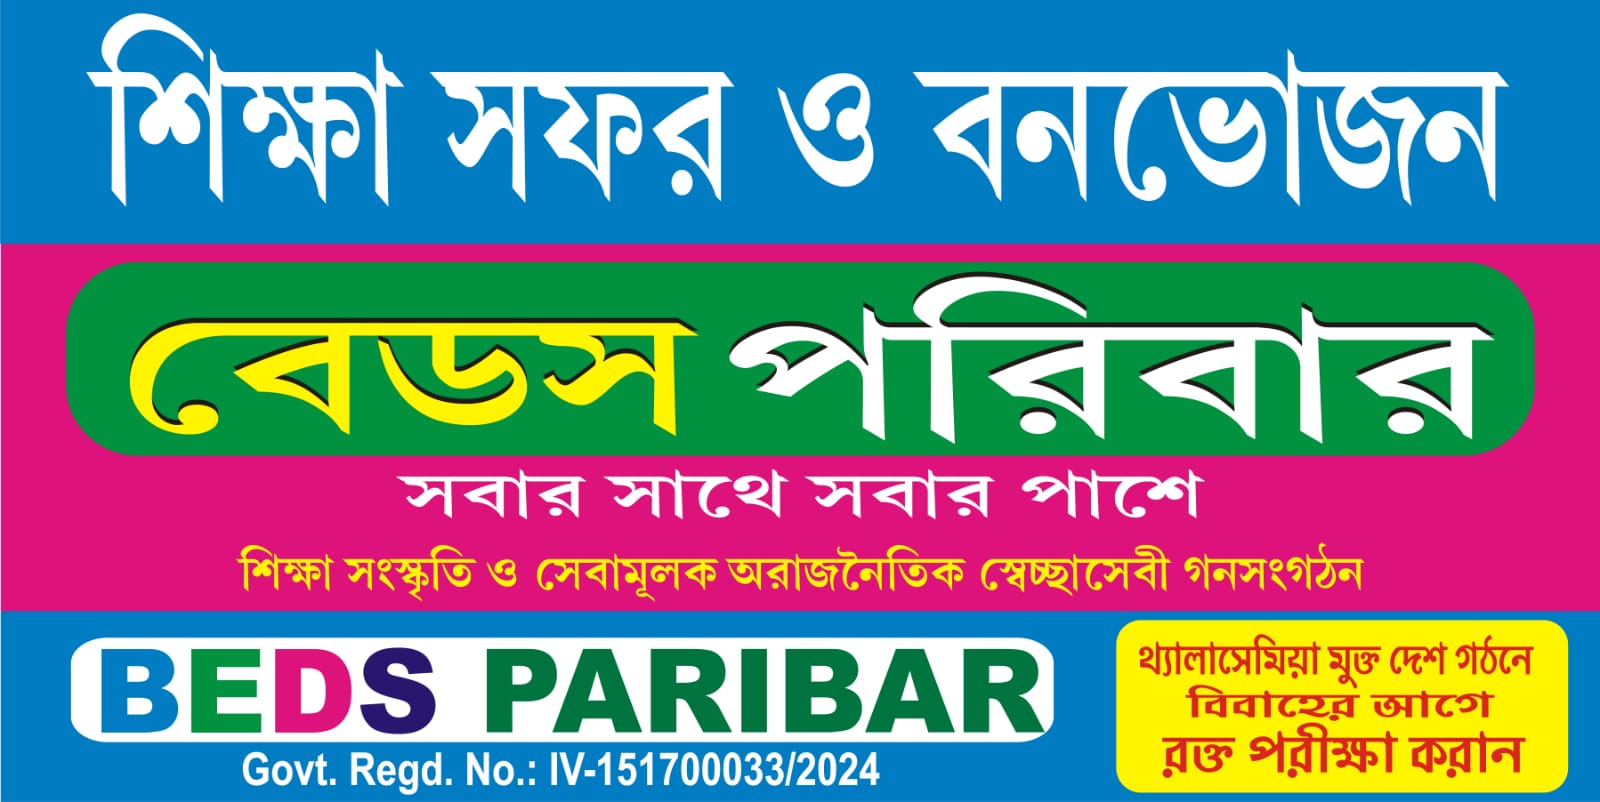 শিক্ষা সফর ও বনভোজন
বেডস পরিবার
সবার সাথে সবার পাশে
শিক্ষা সংস্কৃতি ও সেবামূলক অরাজনৈতিক স্বেচ্ছাসেবী গনসংগঠন
BEDS PARIBAR
Govt. Regd. No.: IV-151700033/2024
থ্যালাসেমিয়া মুক্ত দেশ গঠনে
বিবাহের আগে
রক্ত পরীক্ষা করান